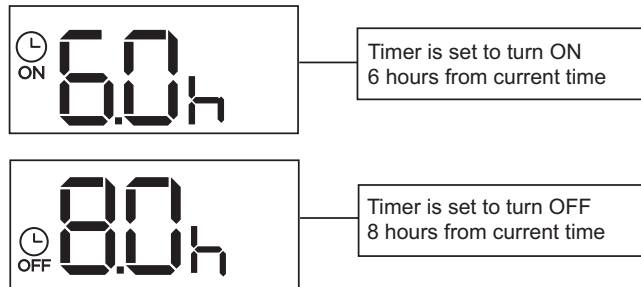 ON
6.0h
Timer is set to turn ON
6 hours from current time
OFF
8.0h
Timer is set to turn OFF
8 hours from current time